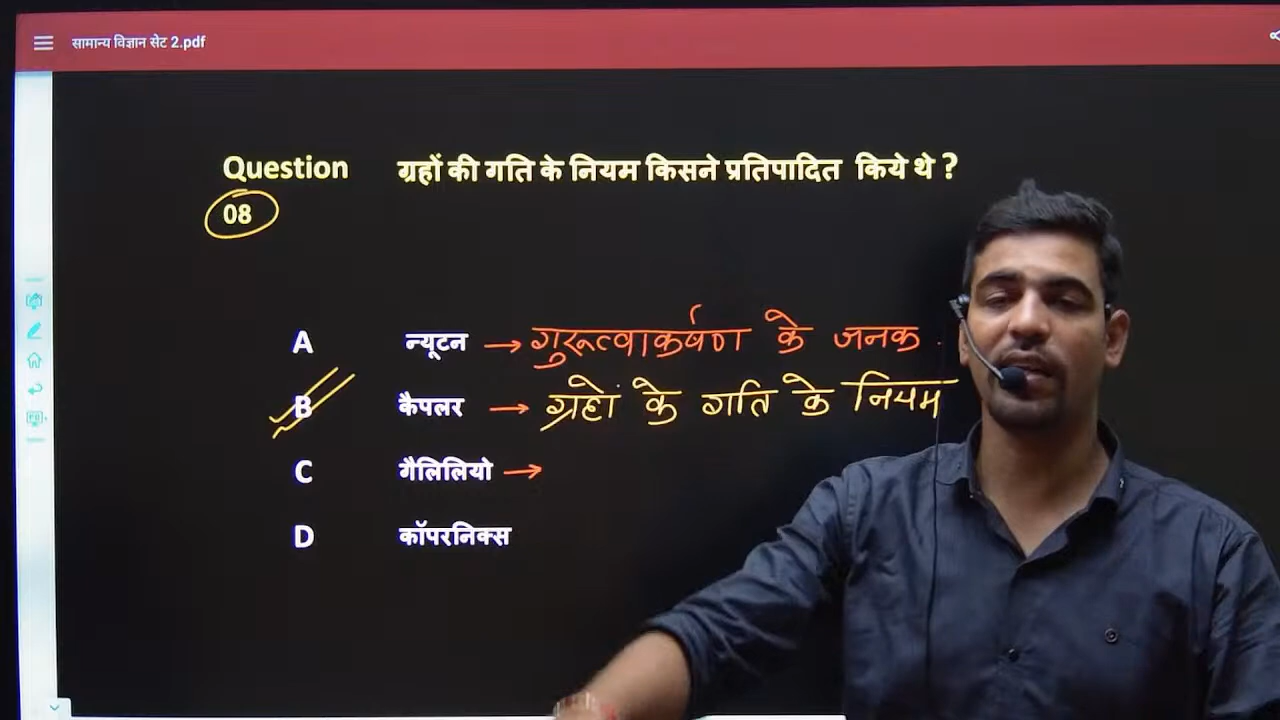 सामान्य विज्ञान सेट 2.pdf
Question ग्रहों की गति के नियम किसने प्रतिपादित किये थे ?
08
A न्यूटन → गुरूत्वाकर्षण के जनक
B कैपलर → ग्रहों के गति के नियम
C गैलिलियो →
D कॉपरनिक्स